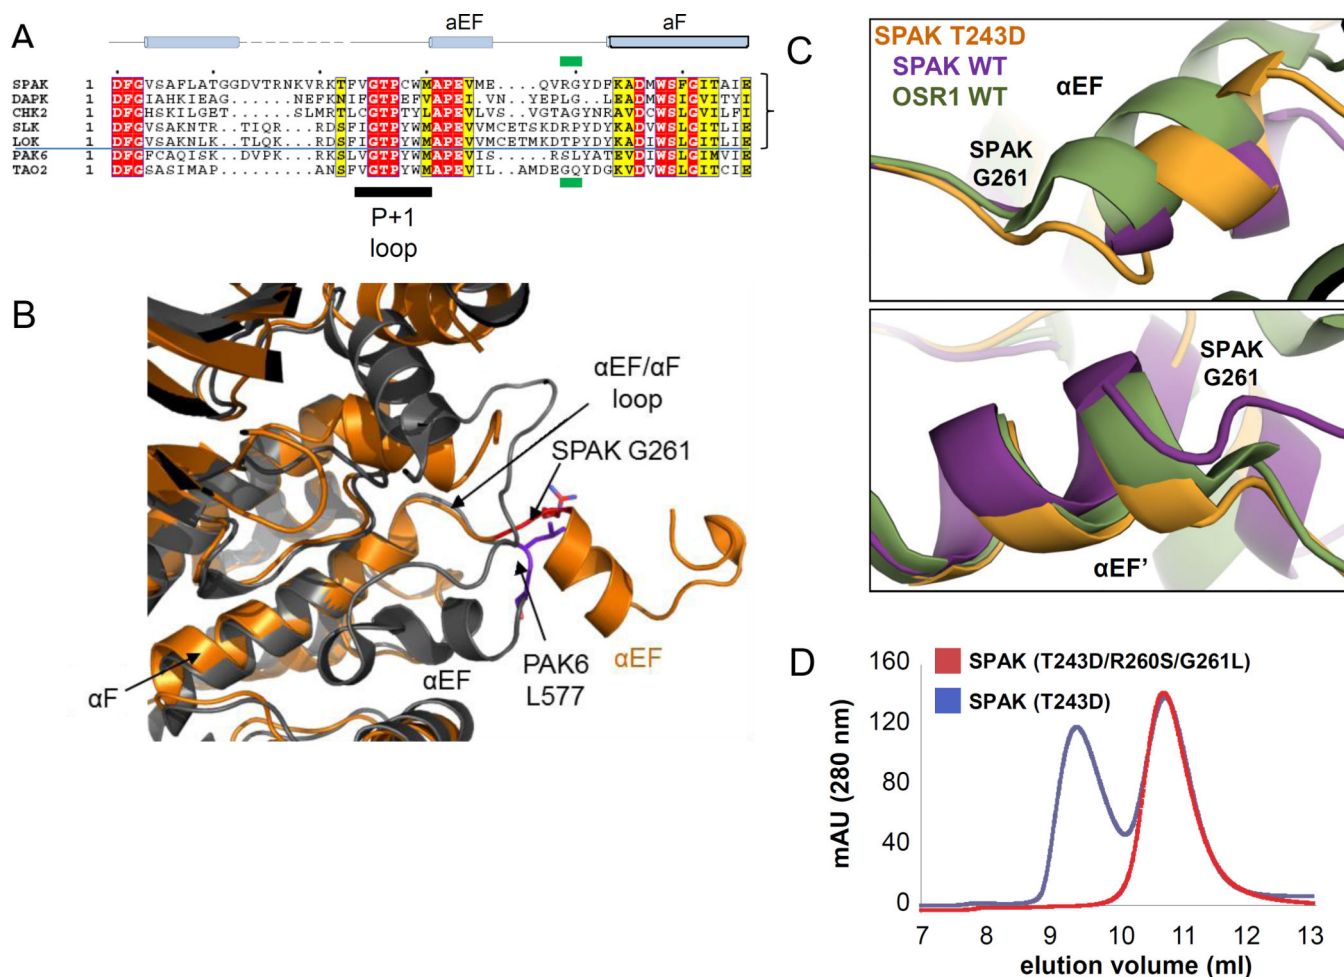 A
aEF
aF
SPAK 1 DFGVSAFLATGGDVTRNKVRKTFVGTPCWMAPEVME....QVRGYDFKADMWSFGITAIE
DAPK 1 DFGIAHKIEAG......NEFKNIFGTPEFVAPEIV...NYEPLGLEADMWSIGVITYI
CHK2 1 DFGHSKILGET......SLMRTLCGTPTYLAPEVLVS..VGTAGYNRAVDCWSLGVILFI
SLK 1 DFGVSAKNTR..TIQR..RDSFIGTPYWMAPEVVMCETSKDRPYDYKADVWSLGITLIE
LOK 1 DFGVSAKNLK..TLQK..RDSFIGTPYWMAPEVVMCETMKDTPYDYKADIWSLGITLIE
PAK6 1 DFGFCAQISK.DVPK...RKSLVGTPYWMAPEVIS.....RSLYATEVDIWSLGIMVIE
TAO2 1 DFGSASIMAP........ANSFVGTPYWMAPEVIL..AMDEGQYDGKVDVWSLGITCIE
P+1
loop
B
αEF/αF
loop
SPAK G261
αF
αEF
PAK6
L577
αEF
C
SPAK T243D
SPAK WT
OSR1 WT
αEF
SPAK
G261
SPAK
G261
αEF’
D
SPAK (T243D/R260S/G261L)
SPAK (T243D)
mAU (280 nm)
160
120
80
40
0
7 8 9 10 11 12 13
elution volume (ml)